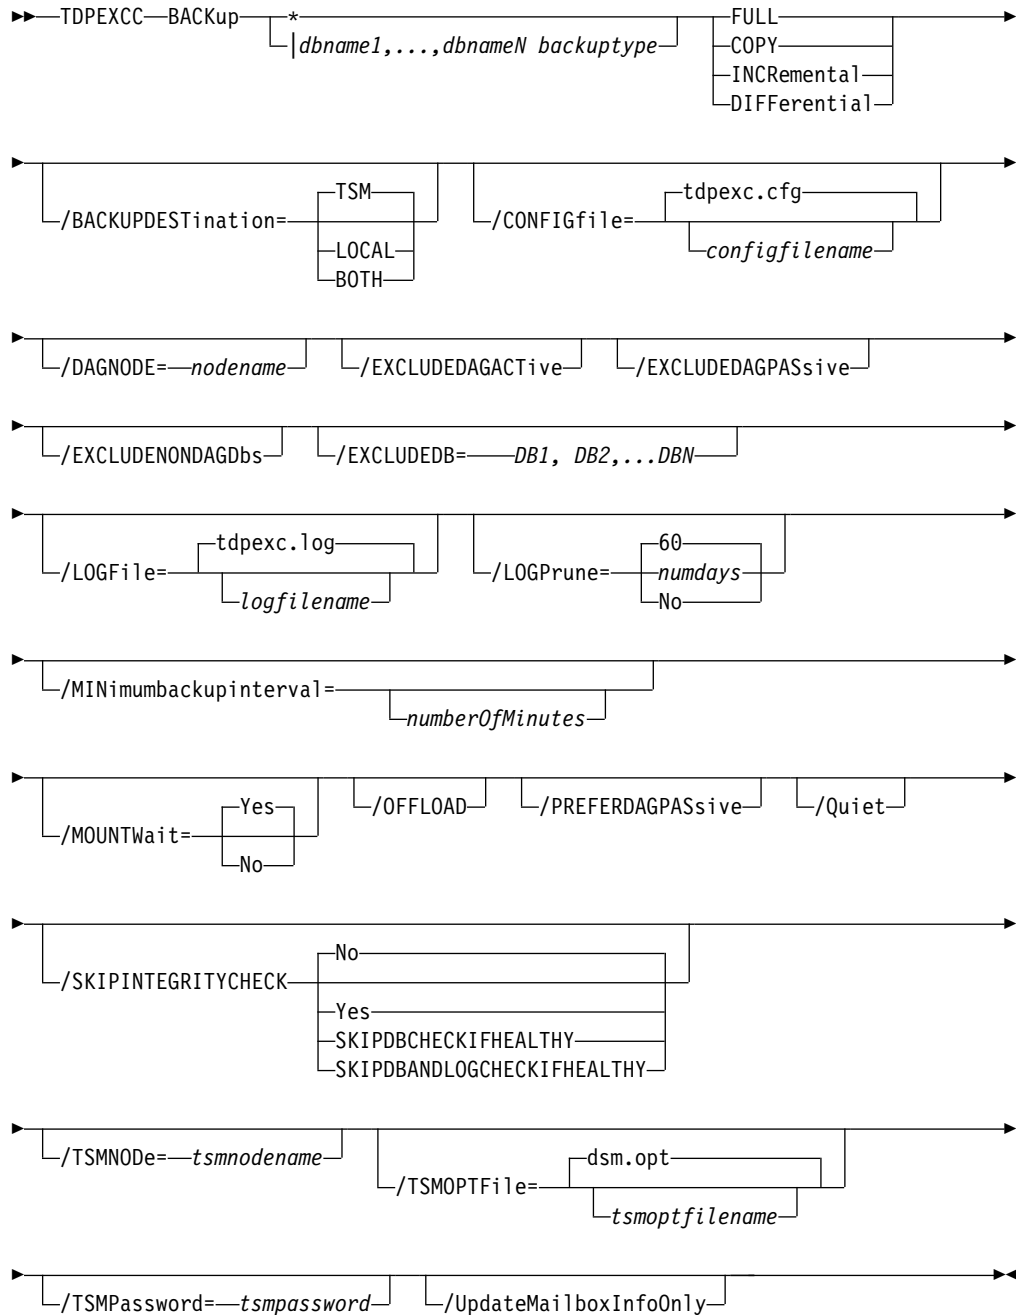 TDPEXCC BACKup * FULL
|dbname1,...,dbnameN backuptype COPY
INCRemental
DIFFerential
TSM tdpexc.cfg
/BACKUPDESTination= /CONFIGfile=
LOCAL configfilename
BOTH
/DAGNODE= nodename /EXCLUDEDAGACTive /EXCLUDEDAGPASsive
/EXCLUDENONDAGDbs /EXCLUDEDB= DB1, DB2,...DBN
tdpexc.log 60
/LOGFile= /LOGPrune= numdays
logfilename No
/MINimumbackupinterval=
numberOfMinutes
Yes /OFFLOAD /PREFERDAGPASsive /Quiet
/MOUNTWait=
No
No
/SKIPINTEGRITYCHECK
Yes
SKIPDBCHECKIFHEALTHY
SKIPDBANDLOGCHECKIFHEALTHY
/TSMNODe= tsmnodename dsm.opt
/TSMOPTFile=
tsmoptfilename
/TSMPassword= tsmpassword /UpdateMailboxInfoOnly